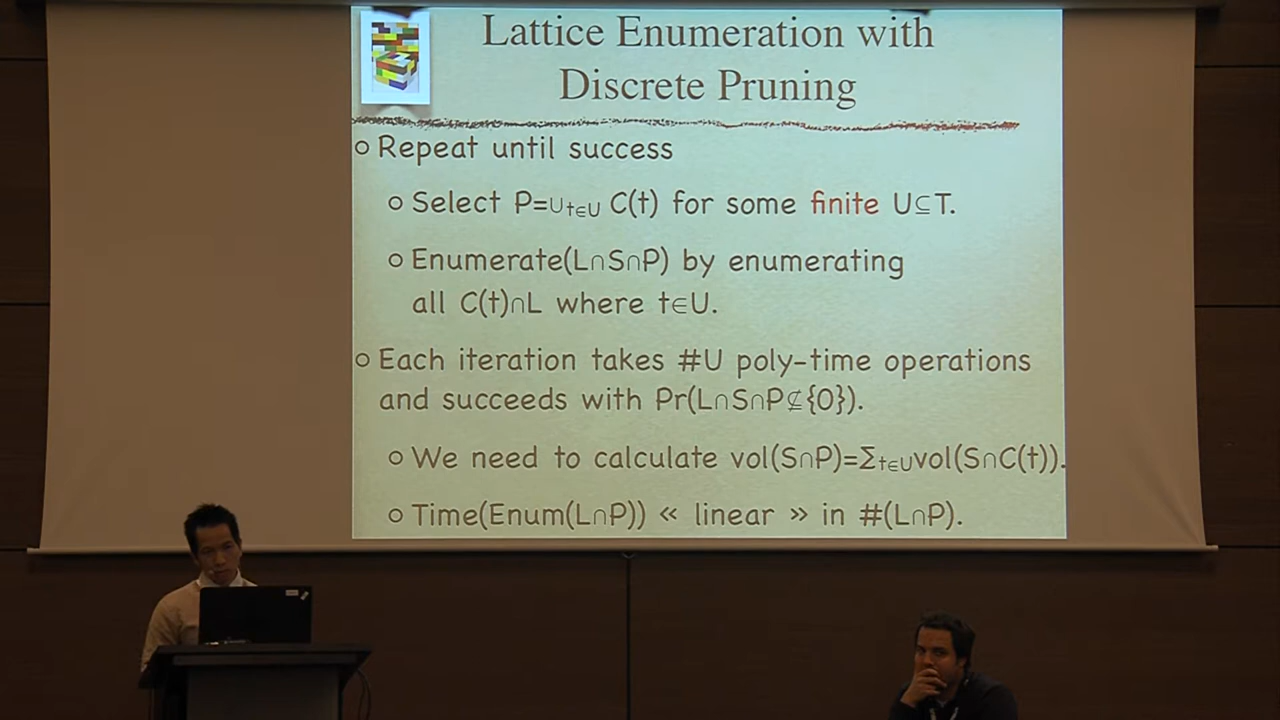 Lattice Enumeration with
Discrete Pruning
Repeat until success
Select P=∪t∈U C(t) for some finite U⊆T.
Enumerate(L∩S∩P) by enumerating
all C(t)∩L where t∈U.
Each iteration takes #U poly-time operations
and succeeds with Pr(L∩S∩P⊈{0}).
We need to calculate vol(S∩P)=Σt∈Uvol(S∩C(t)).
Time(Enum(L∩P)) « linear » in #(L∩P).